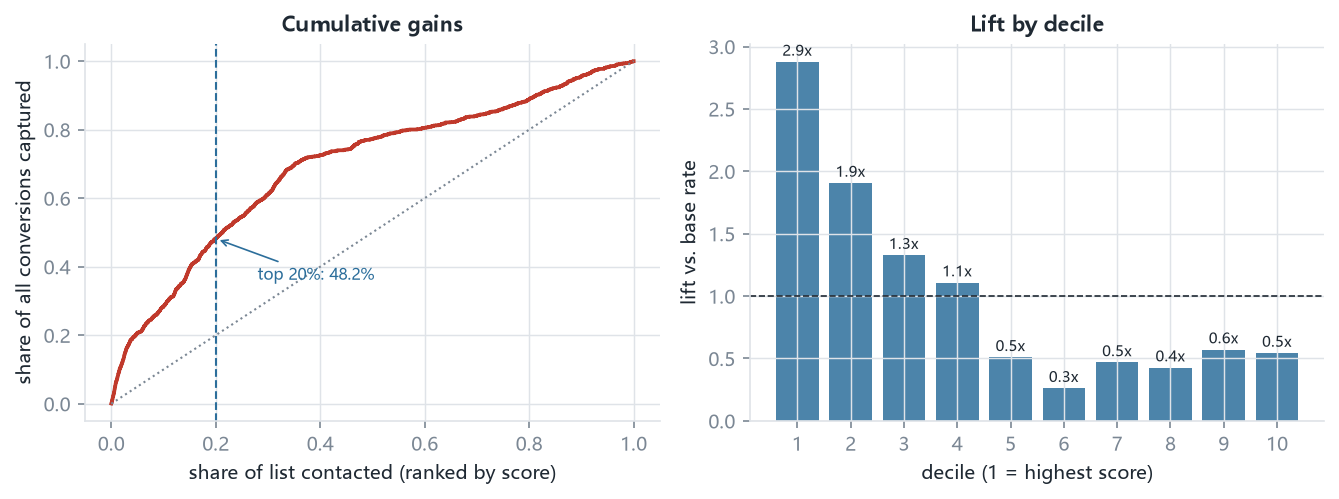 Cumulative gains
share of all conversions captured
1.0
0.8
0.6
0.4
0.2
0.0
top 20%: 48.2%
0.0 0.2 0.4 0.6 0.8 1.0
share of list contacted (ranked by score)
Lift by decile
lift vs. base rate
3.0
2.5
2.0
1.5
1.0
0.5
0.0
2.9x
1.9x
1.3x
1.1x
0.5x
0.3x
0.5x
0.4x
0.6x
0.5x
1 2 3 4 5 6 7 8 9 10
decile (1 = highest score)